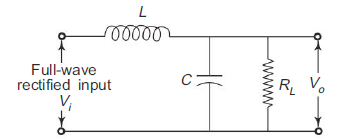 L
Full-wave
rectified input
V_i
C
R_L
V_o